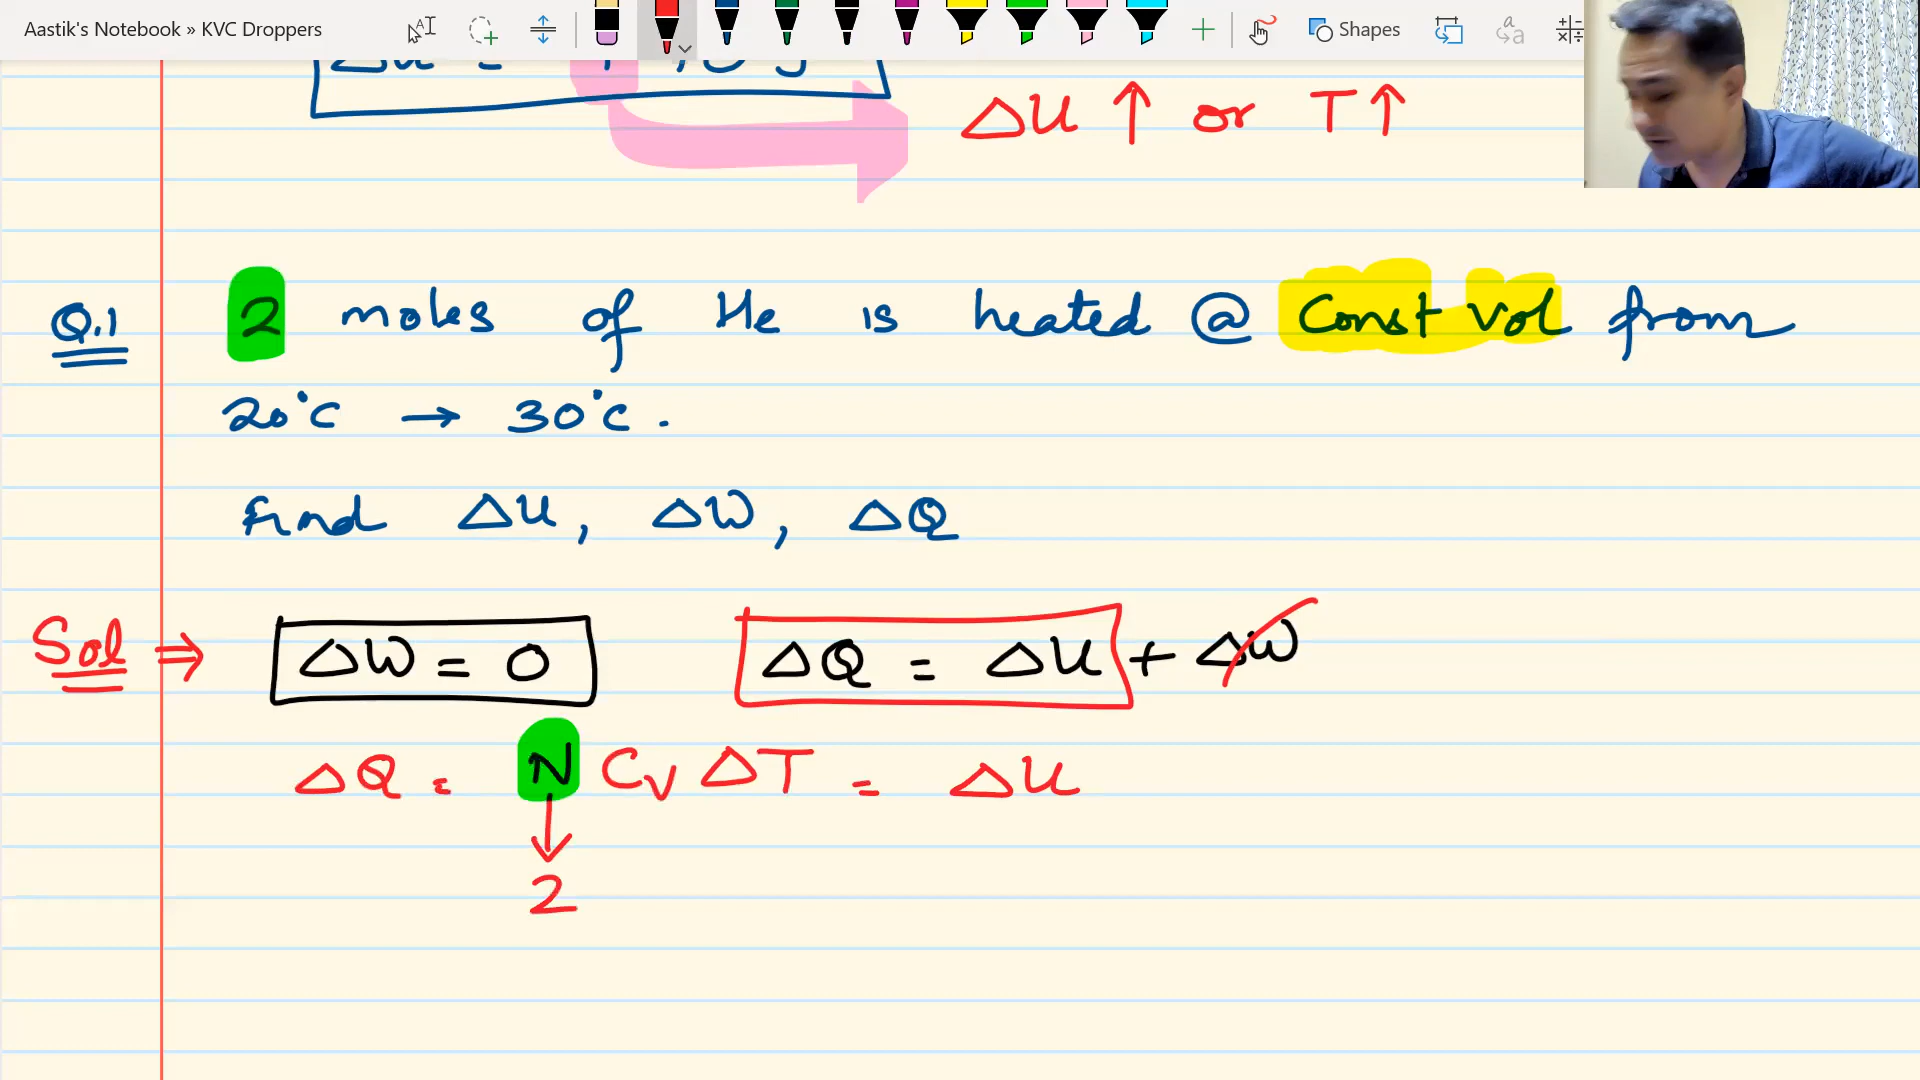 Aastik's Notebook » KVC Droppers
Shapes
ΔU ↑ or T ↑
Q.1 2 moles of He is heated @ Const Vol from
20°C → 30°C.
Find ΔU, ΔW, ΔQ
Sol ⇒ ΔW = 0 ΔQ = ΔU + ΔW
ΔQ = N Cv ΔT = ΔU
↓
2